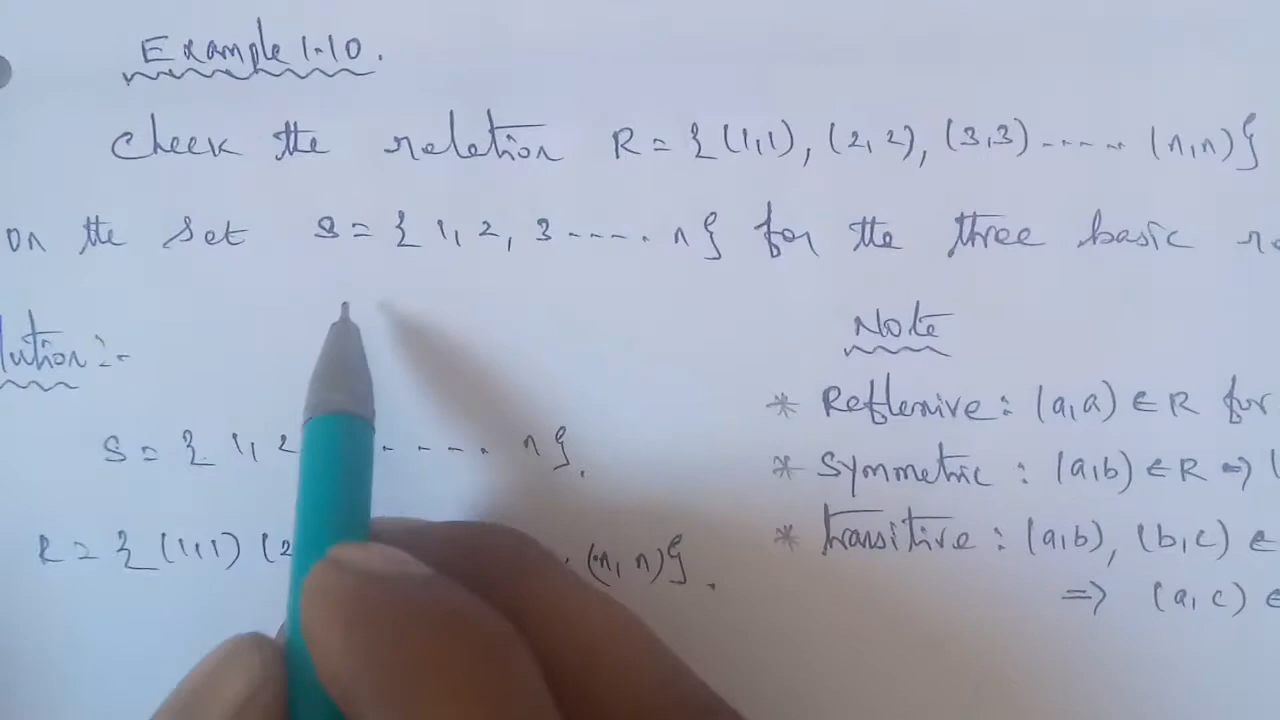 Example 1.10.
Check the relation R = { (1,1), (2,2), (3,3) ..... (n,n)}
on the set S = { 1, 2, 3 ..... n } for the three basic
Note
lution :-
* Reflexive : (a,a) ∈ R for
S = { 1, 2 ..... n }.
* Symmetric : (a,b) ∈ R ⇒ (
R = { (1,1) (2 . (n, n) }.
* transitive : (a,b), (b,c) ∈
⇒ (a, c) ∈